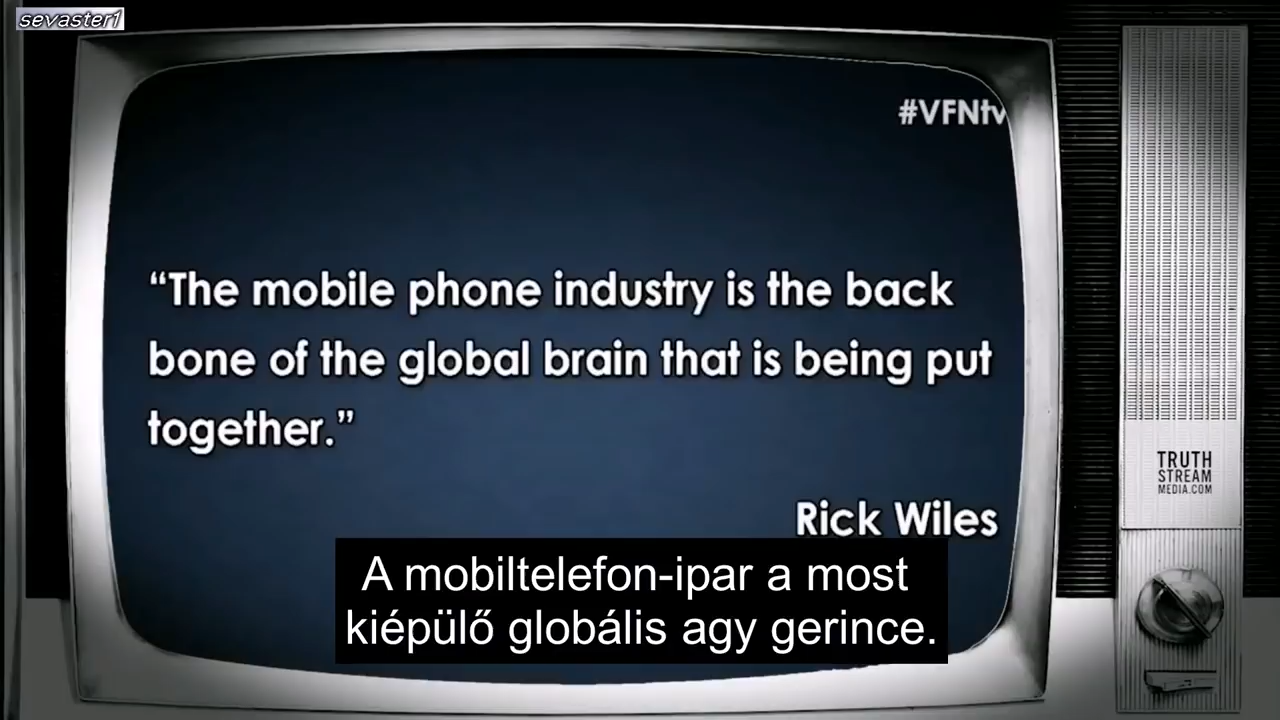 sevaster1
#VFNtv
“The mobile phone industry is the back
bone of the global brain that is being put
together.”
Rick Wiles
TRUTH
STREAM
MEDIA.COM
A mobiltelefon-ipar a most
kiépülő globális agy gerince.